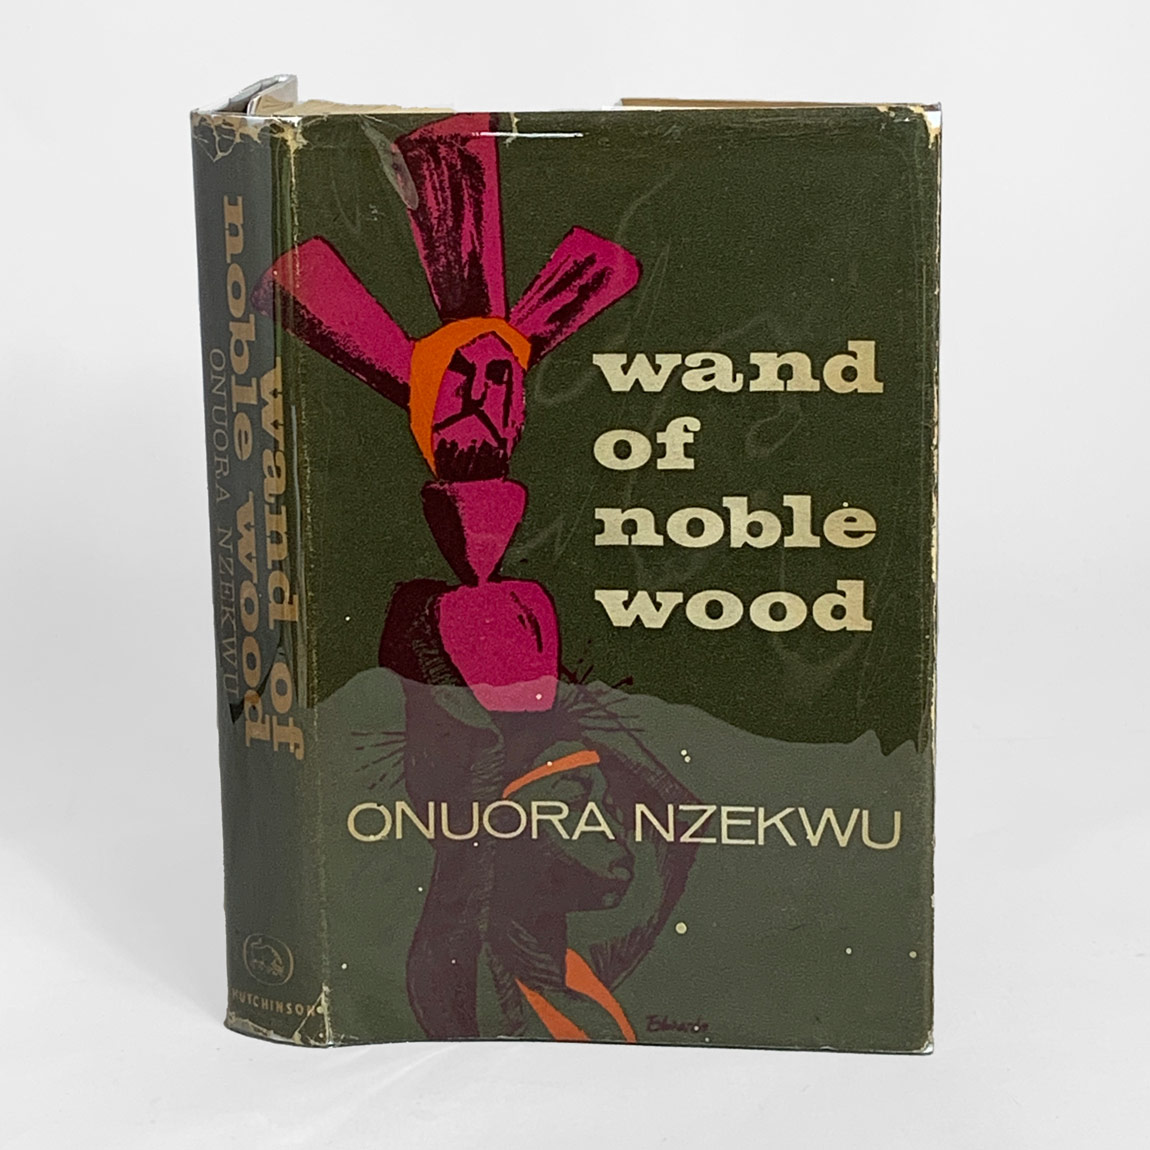 wand of
noble wood
ONUORA NZEKWU
HUTCHINSON
wand
of
noble
wood
ONUORA NZEKWU